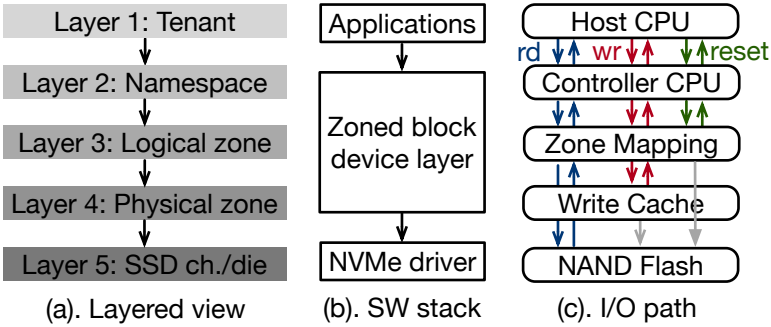 Layer 1: Tenant
Layer 2: Namespace
Layer 3: Logical zone
Layer 4: Physical zone
Layer 5: SSD ch./die
(a). Layered view
Applications
Zoned block
device layer
NVMe driver
(b). SW stack
Host CPU
rd wr reset
Controller CPU
Zone Mapping
Write Cache
NAND Flash
(c). I/O path